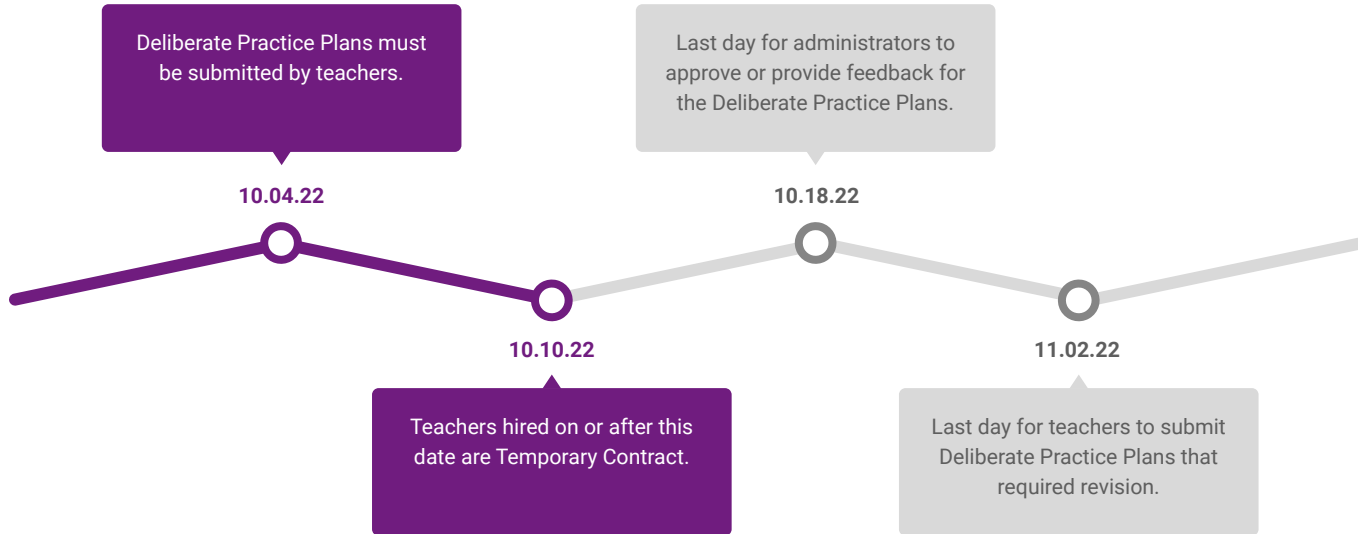 Deliberate Practice Plans must
be submitted by teachers.
10.04.22
10.10.22
Teachers hired on or after this
date are Temporary Contract.
Last day for administrators to
approve or provide feedback for
the Deliberate Practice Plans.
10.18.22
11.02.22
Last day for teachers to submit
Deliberate Practice Plans that
required revision.